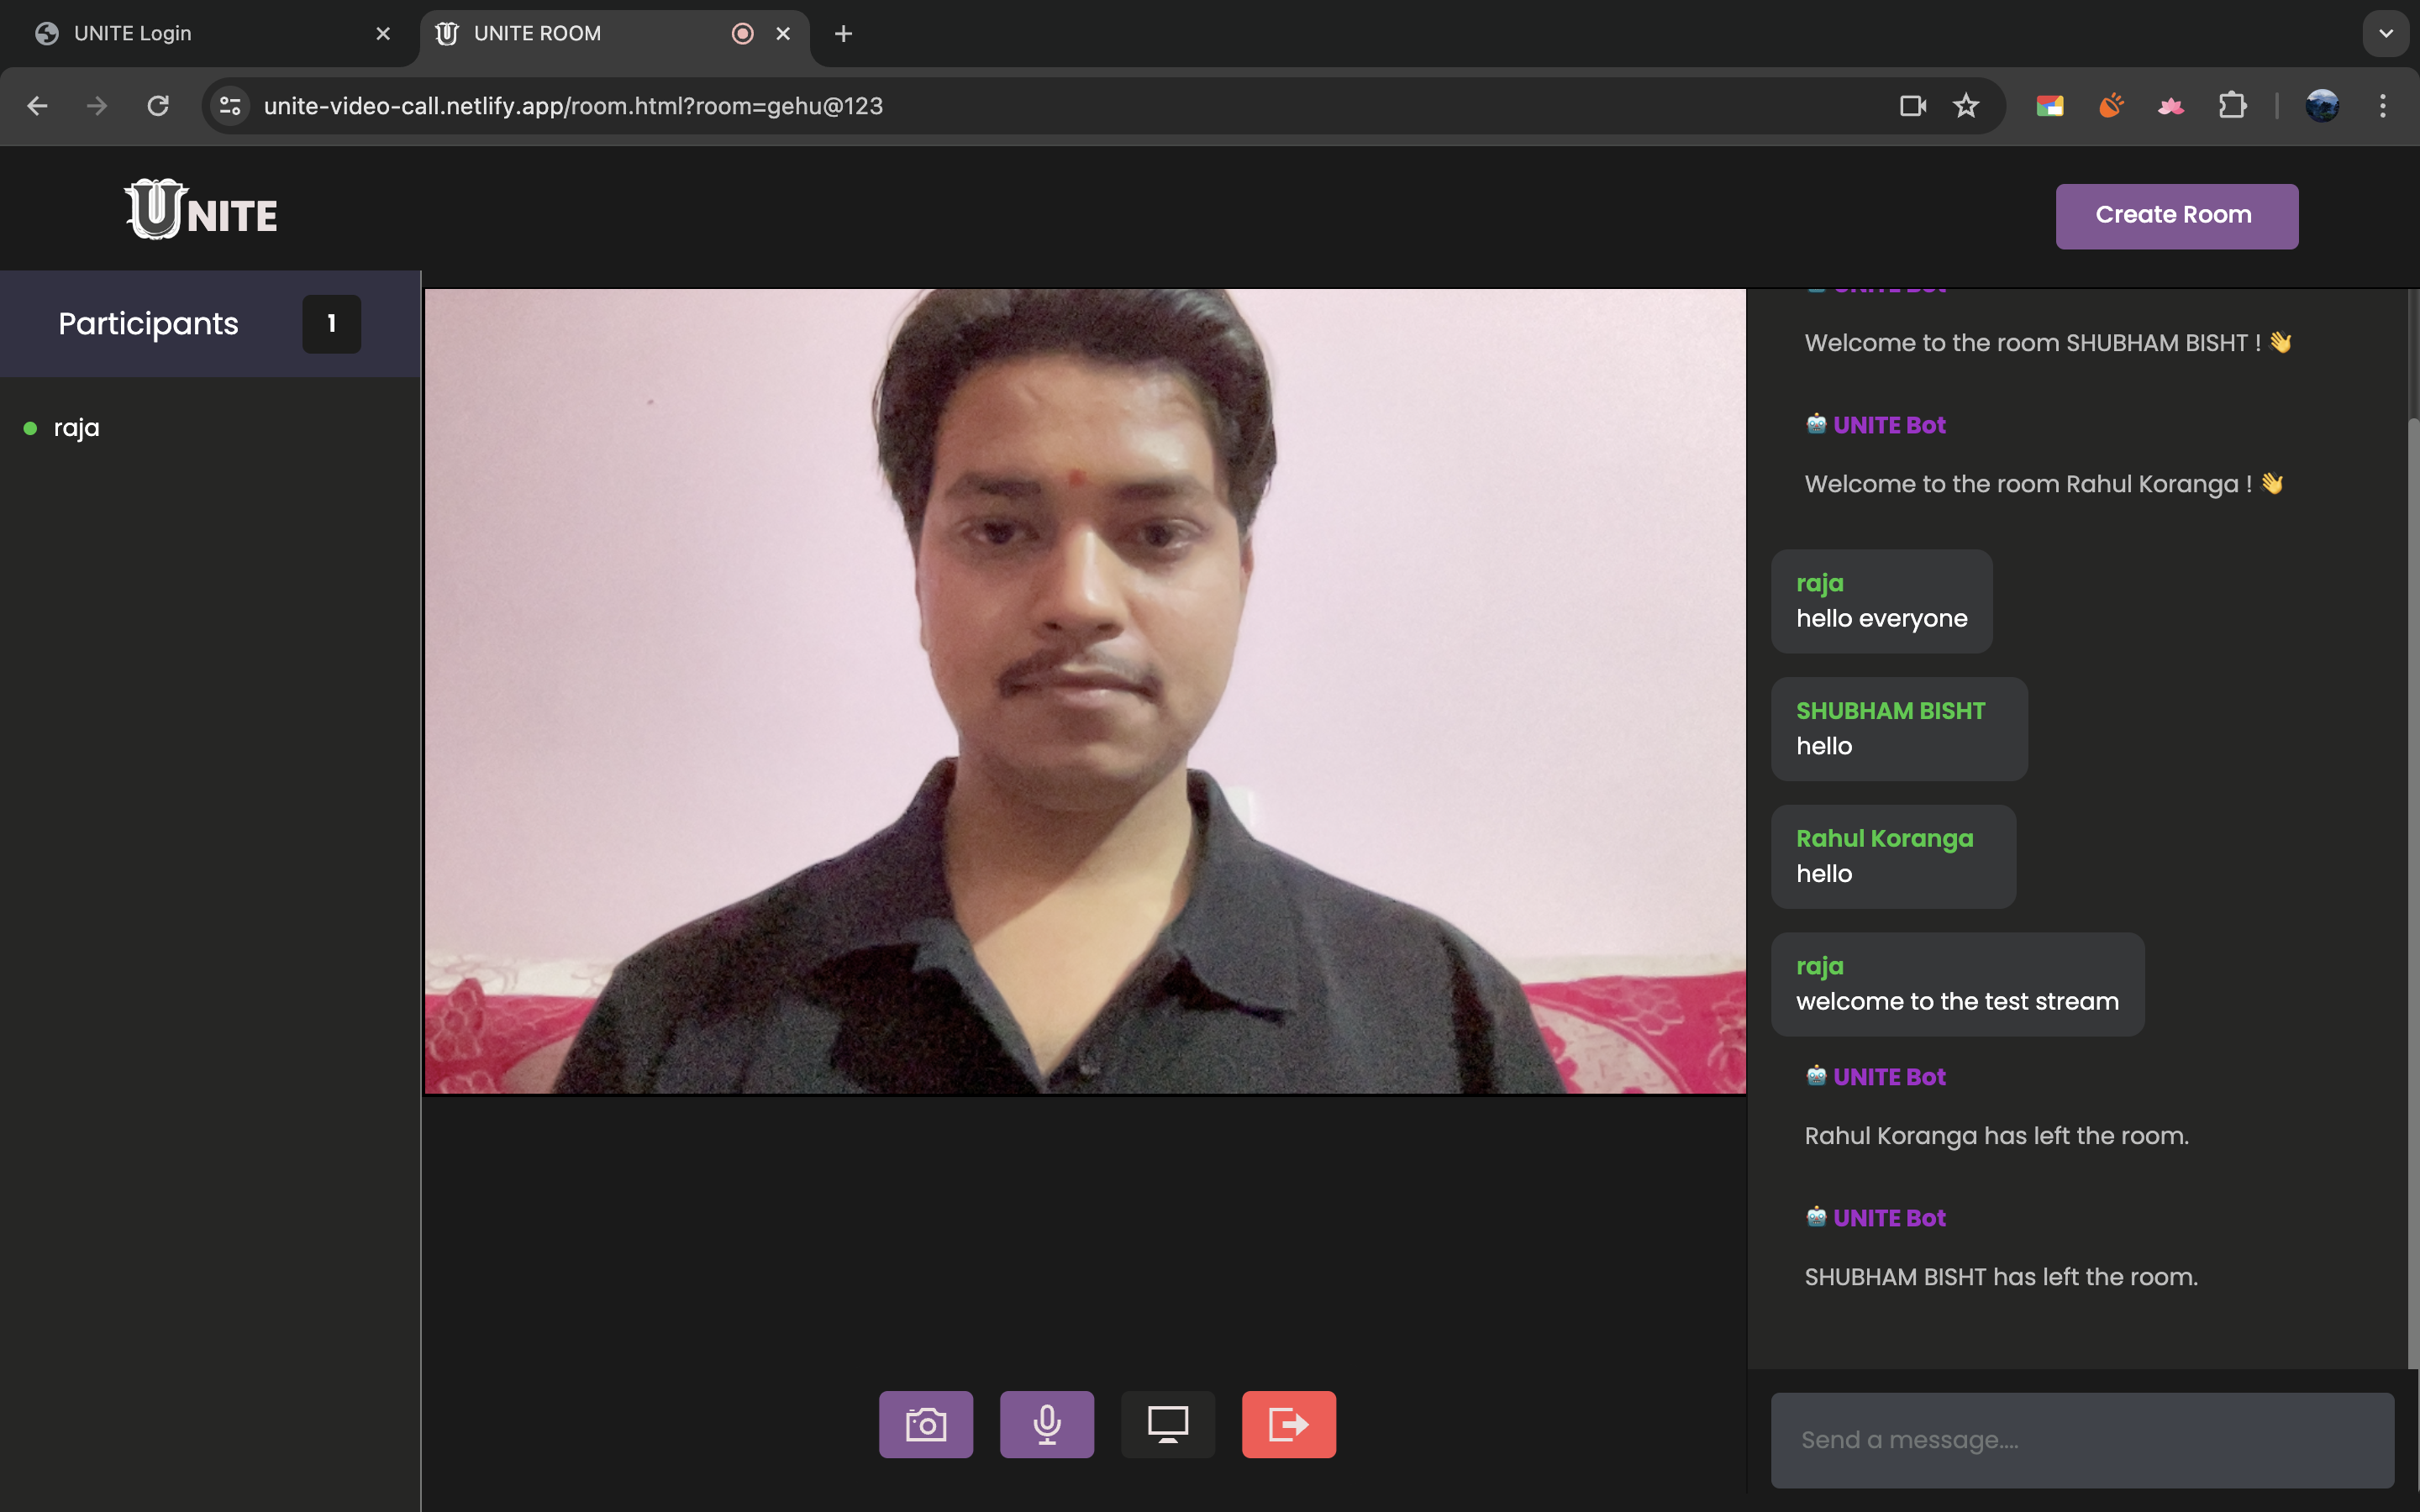 UNITE Login
UNITE ROOM
unite-video-call.netlify.app/room.html?room=gehu@123
UNITE
Create Room
Participants 1
raja
UNITE Bot
Welcome to the room SHUBHAM BISHT ! 👋
🤖 UNITE Bot
Welcome to the room Rahul Koranga ! 👋
raja
hello everyone
SHUBHAM BISHT
hello
Rahul Koranga
hello
raja
welcome to the test stream
🤖 UNITE Bot
Rahul Koranga has left the room.
🤖 UNITE Bot
SHUBHAM BISHT has left the room.
Send a message....